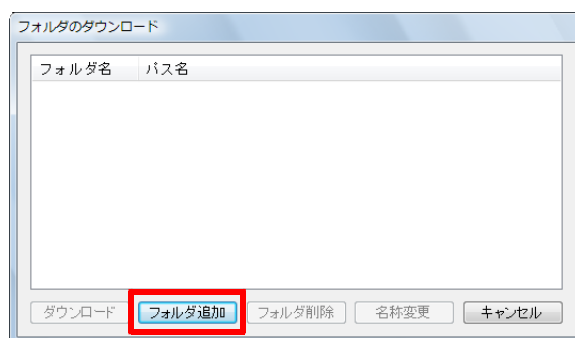 フォルダのダウンロード
フォルダ名 パス名
ダウンロード フォルダ追加 フォルダ削除 名称変更 キャンセル